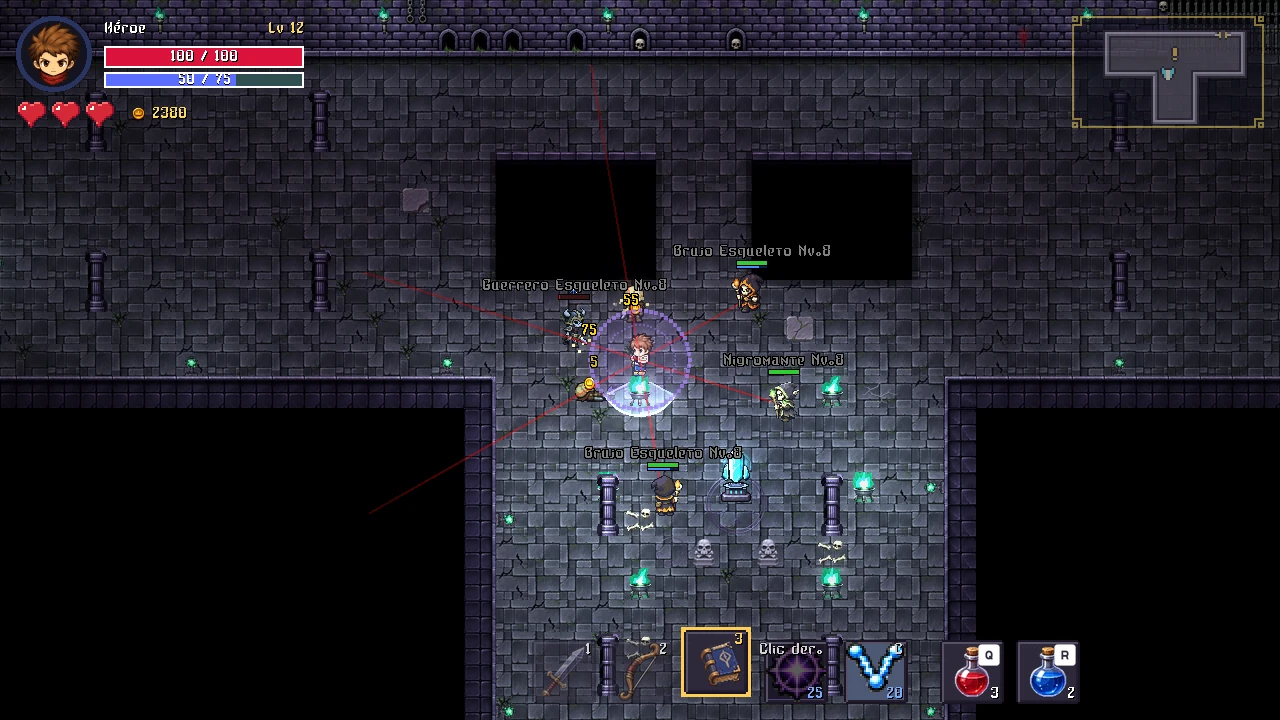 Héroe
Lv 12
100 / 100
50 / 75
2380
Brujo Esqueleto Nv.8
Guerrero Esqueleto Nv.8
55
75
5
Nigromante Nv.8
Brujo Esqueleto Nv.8
1
2
3
Clic der.
25
C
20
Q
3
R
2